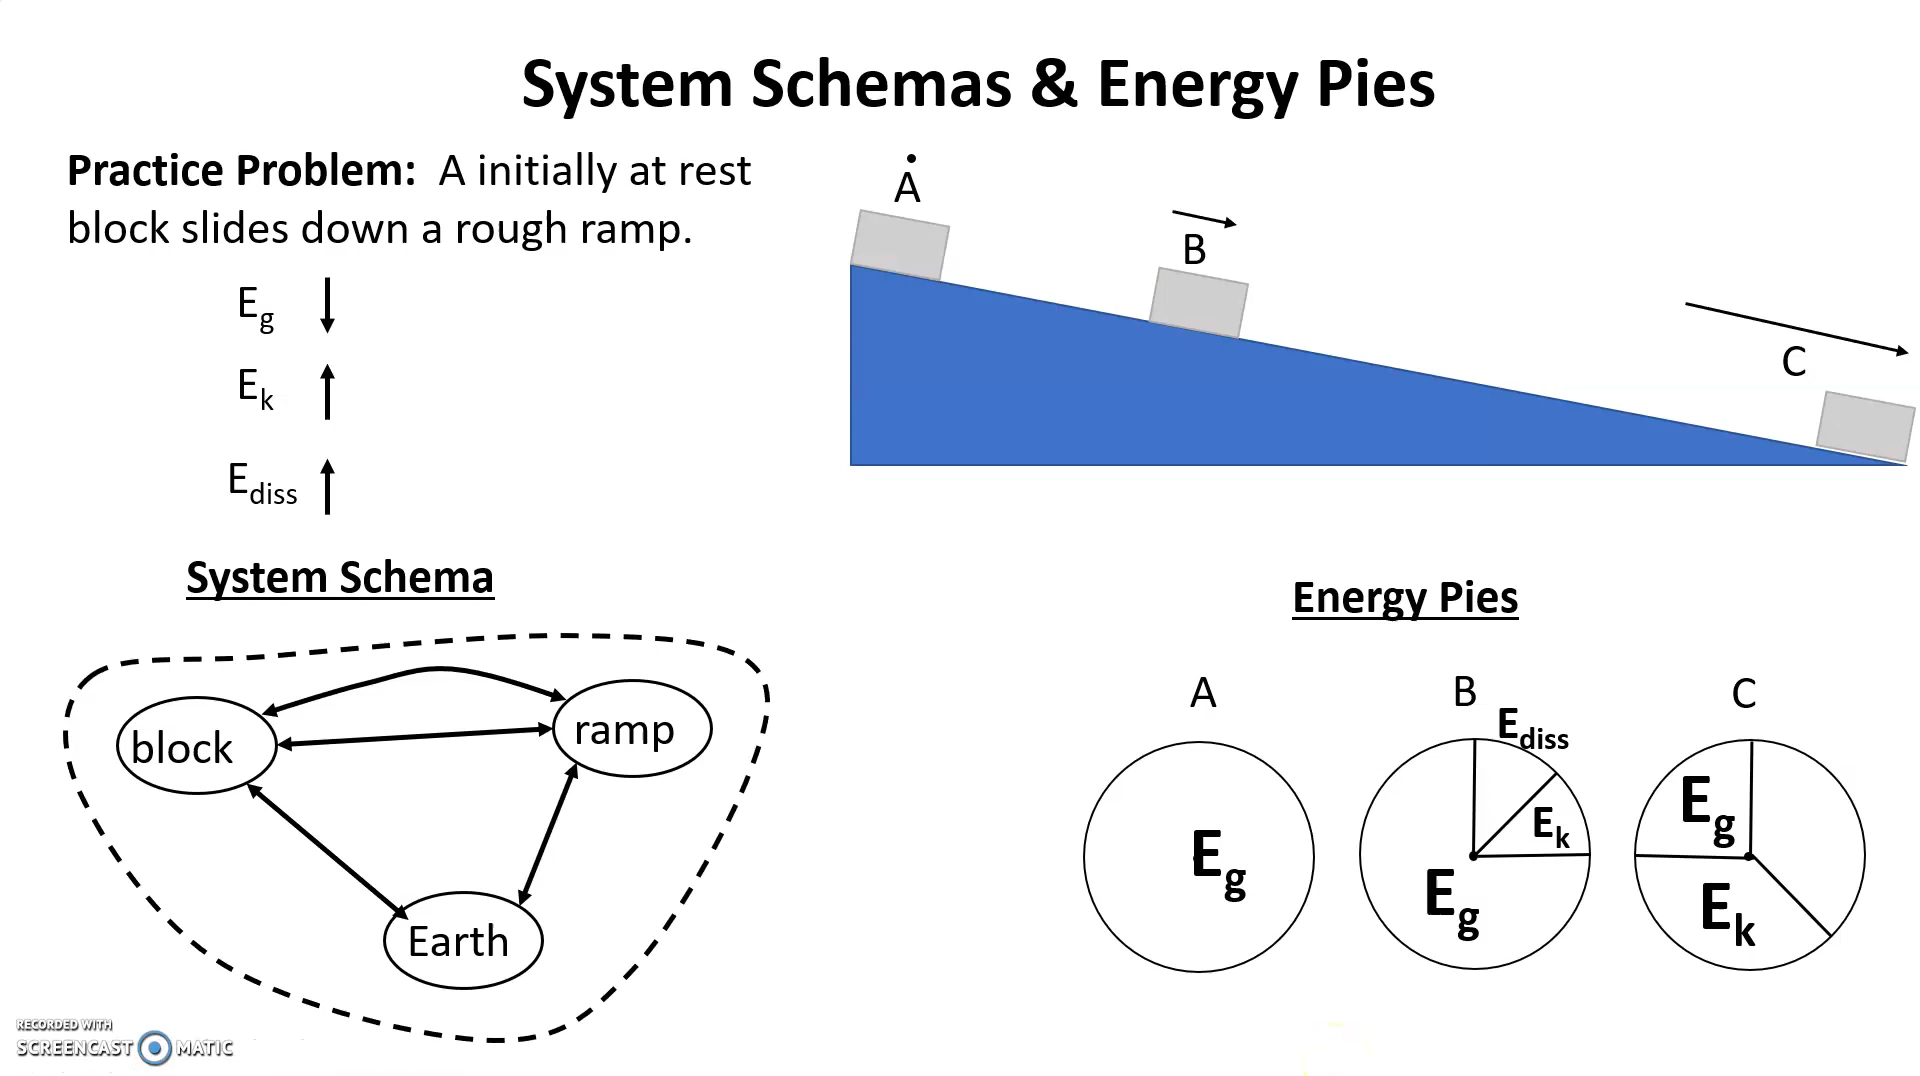 System Schemas & Energy Pies
Practice Problem: A initially at rest
block slides down a rough ramp.
A
B
C
Eg
Ek
Ediss
System Schema
block
ramp
Earth
Energy Pies
A
B
C
Eg
Ediss
Ek
Eg
Eg
Ek
RECORDED WITH
SCREENCAST MATIC